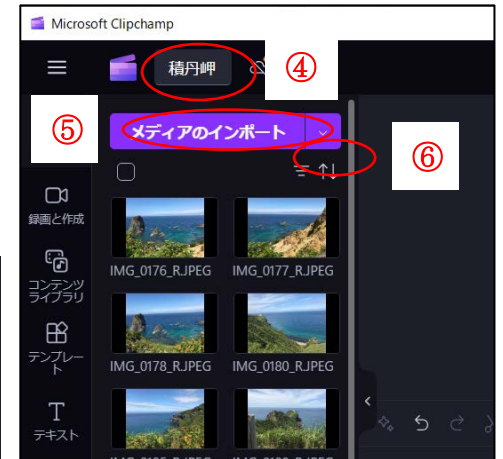 Microsoft Clipchamp
積丹岬
④
⑤
メディアのインポート
⑥
録画と作成
IMG_0176_R.JPEG
IMG_0177_R.JPEG
コンテンツ
ライブラリ
テンプレー
ト
IMG_0178_R.JPEG
IMG_0180_R.JPEG
テキスト